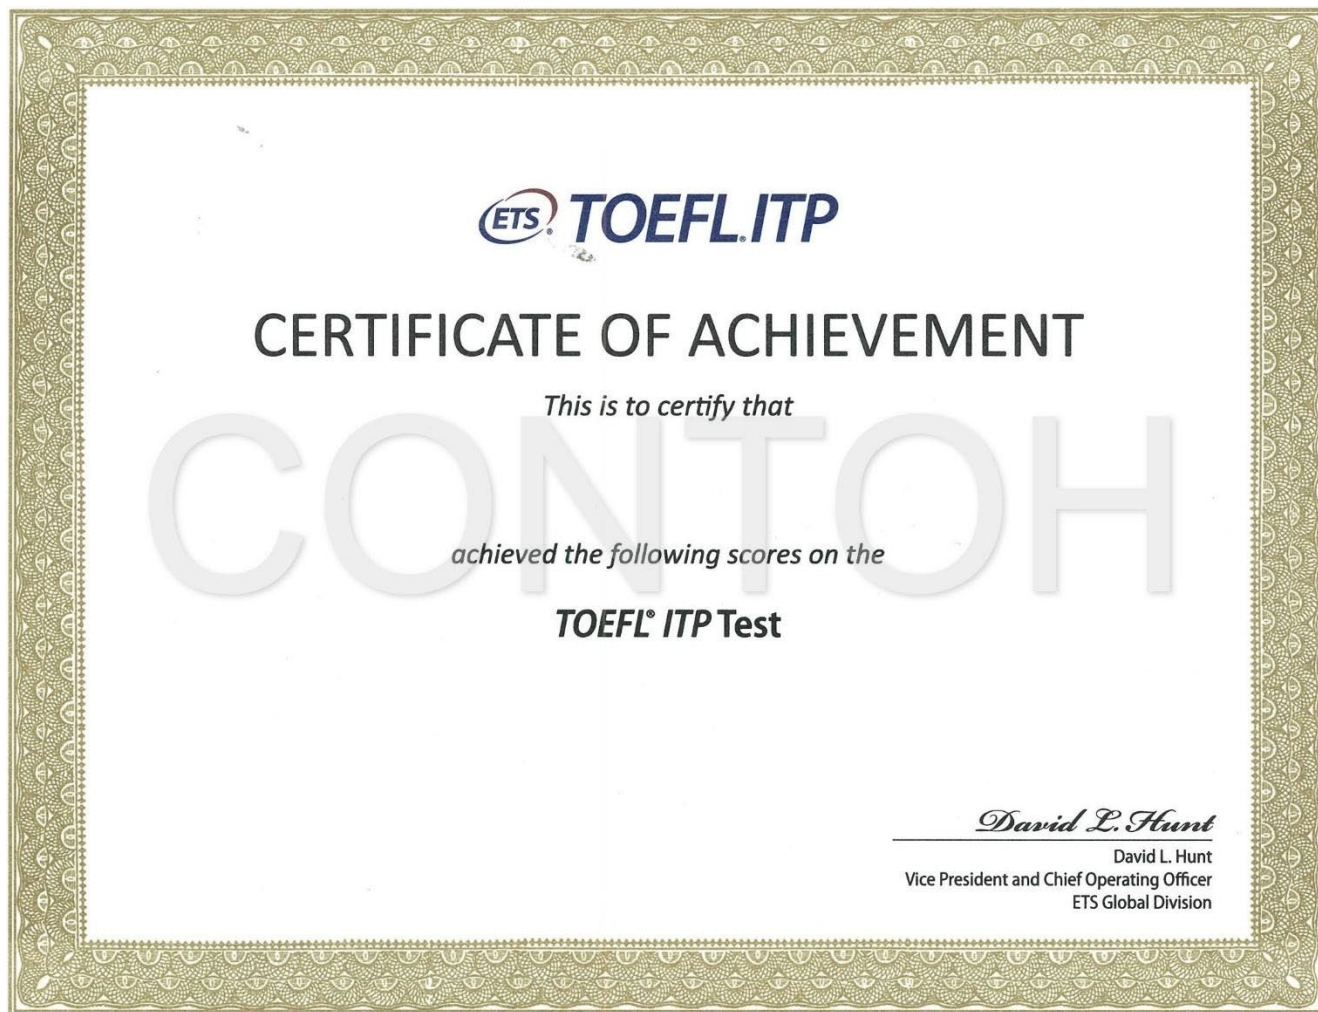 ETS® TOEFL® ITP
CERTIFICATE OF ACHIEVEMENT
This is to certify that
CONTOH
achieved the following scores on the
TOEFL® ITP Test
David L. Hunt
David L. Hunt
Vice President and Chief Operating Officer
ETS Global Division